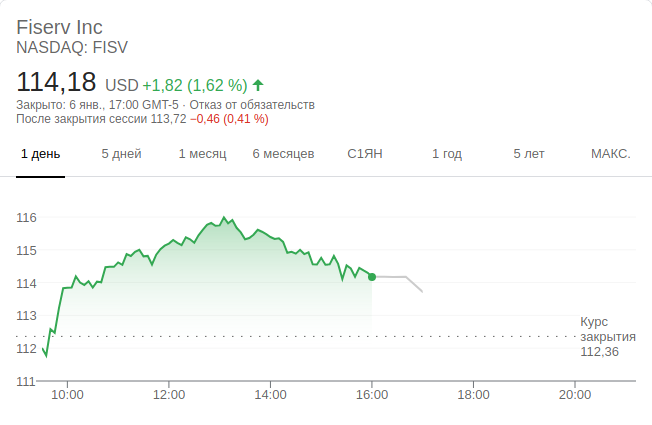 Fiserv Inc
NASDAQ: FISV
114,18 USD +1,82 (1,62 %)
Закрыто: 6 янв., 17:00 GMT-5 · Отказ от обязательств
После закрытия сессии 113,72 −0,46 (0,41 %)
1 день 5 дней 1 месяц 6 месяцев С1ЯН 1 год 5 лет МАКС.
116
115
114
113
112
111
Курс
закрытия
112,36
10:00 12:00 14:00 16:00 18:00 20:00